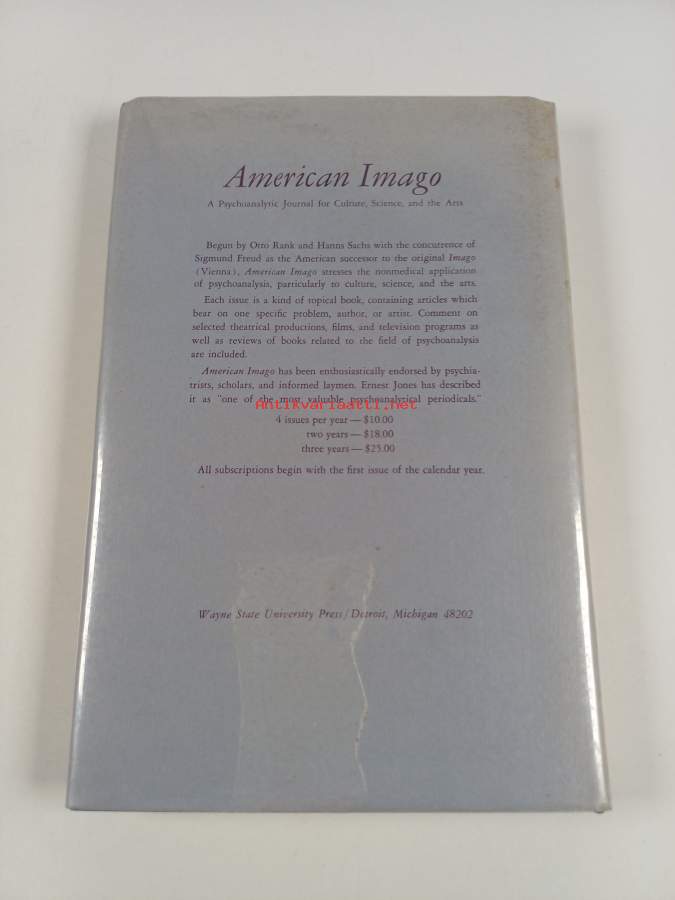 American Imago
A Psychoanalytic Journal for Culture, Science, and the Arts
Begun by Otto Rank and Hanns Sachs with the concurrence of
Sigmund Freud as the American successor to the original Imago
(Vienna), American Imago stresses the nonmedical application
of psychoanalysis, particularly to culture, science, and the arts.
Each issue is a kind of topical book, containing articles which
bear on one specific problem, author, or artist. Comment on
selected theatrical productions, films, and television programs as
well as reviews of books related to the field of psychoanalysis
are included.
American Imago has been enthusiastically endorsed by psychia-
trists, scholars, and informed laymen. Ernest Jones has described
it as "one of the most valuable psychoanalytical periodicals."
Antikvariaatti.net
4 issues per year — $10.00
two years — $18.00
three years — $25.00
All subscriptions begin with the first issue of the calendar year.
Wayne State University Press / Detroit, Michigan 48202